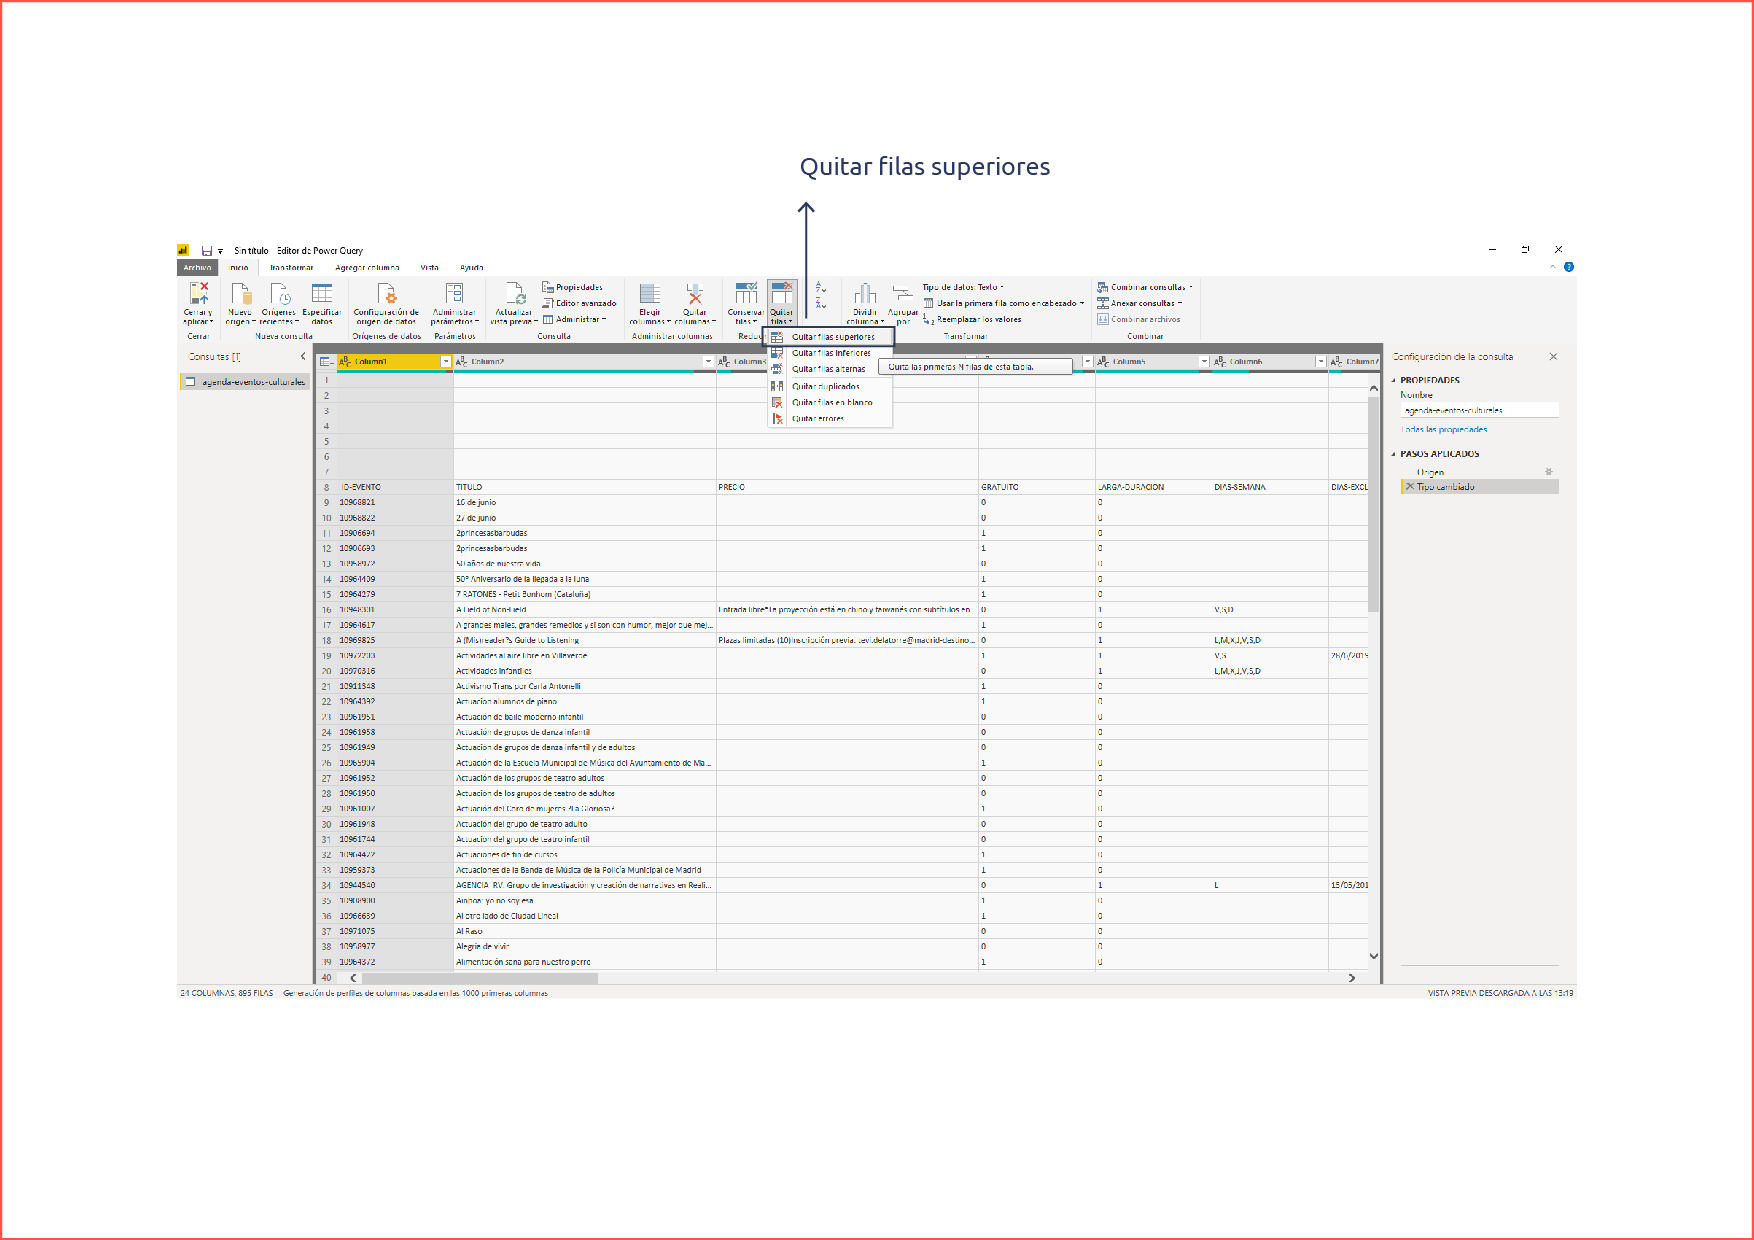 Quitar filas superiores
Sin título - Editor de Power Query
Archivo Inicio Transformar Agregar columna Vista Ayuda
Cerrar y aplicar
Cerrar
Nuevo origen
Orígenes recientes
Especificar datos
Nueva consulta
Configuración de origen de datos
Orígenes de datos
Administrar parámetros
Parámetros
Actualizar vista previa
Propiedades
Editor avanzado
Administrar
Consulta
Elegir columnas
Quitar columnas
Administrar columnas
Conservar filas
Quitar filas
Reduc
Dividir columna
Agrupar por
Tipo de datos: Texto
Usar la primera fila como encabezado
Reemplazar los valores
Transformar
Combinar consultas
Anexar consultas
Combinar archivos
Combinar
Quitar filas superiores
Quitar filas inferiores
Quitar filas alternas
Quitar duplicados
Quitar filas en blanco
Quitar errores
Quita las primeras N filas de esta tabla.
Consultas [1]
agenda-eventos-culturales
Column1 Column2 Column3 Column5 Column6 Column7
1
2
3
4
5
6
7
8 ID-EVENTO TITULO PRECIO GRATUITO LARGA-DURACION DIAS-SEMANA DIAS-EXCL
9 10968821 16 de junio 0 0
10 10968822 27 de junio 0 0
11 10906694 2princesasbarbudas 1 0
12 10906693 2princesasbarbudas 1 0
13 10958972 50 años de nuestra vida 0 0
14 10964409 50º Aniversario de la llegada a la luna 1 0
15 10964279 7 RATONES - Petit Bonhom (Cataluña) 1 0
16 10948301 A Field of Non-Field Entrada libre*La proyección está en chino y taiwanés con subtítulos en 0 1 V,S,D
17 10964617 A grandes males, grandes remedios y si son con humor, mejor que mej... 1 0
18 10969825 A (Mis)reader?s Guide to Listening Plazas limitadas (10)Inscripción previa: sevi.delatorre@madrid-destino... 0 1 L,M,X,J,V,S,D
19 10972203 Actividades al aire libre en Villaverde 1 1 V,S 28/6/2019
20 10970316 Actividades infantiles 0 1 L,M,X,J,V,S,D
21 10911348 Activismo Trans por Carla Antonelli 1 0
22 10964392 Actuación alumnos de piano 1 0
23 10961951 Actuación de baile moderno infantil 0 0
24 10961958 Actuación de grupos de danza infantil 0 0
25 10961949 Actuación de grupos de danza infantil y de adultos 0 0
26 10965904 Actuación de la Escuela Municipal de Música del Ayuntamiento de Ma... 1 0
27 10961952 Actuación de los grupos de teatro adultos 0 0
28 10961950 Actuación de los grupos de teatro de adultos 0 0
29 10961007 Actuación del Coro de mujeres ?La Gloriosa? 1 0
30 10961948 Actuación del grupo de teatro adulto 0 0
31 10961744 Actuación del grupo de teatro infantil 0 0
32 10964422 Actuaciones de fin de cursos 1 0
33 10959373 Actuaciones de la Banda de Música de la Policía Municipal de Madrid 1 0
34 10944540 AGENCIA RV. Grupo de investigación y creación de narrativas en Reali... 0 1 L 15/05/201
35 10908900 Ainhoa: yo no soy esa 1 0
36 10966639 Al otro lado de Ciudad Lineal 1 0
37 10971075 Al Raso 0 0
38 10958977 Alegría de vivir 0 0
39 10964372 Alimentación sana para nuestro perro 1 0
40
Configuración de la consulta
PROPIEDADES
Nombre
agenda-eventos-culturales
Todas las propiedades
PASOS APLICADOS
Origen
Tipo cambiado
24 COLUMNS, 895 FILAS Generación de perfiles de columnas basada en las 1000 primeras columnas
VISTA PREVIA DESCARGADA A LAS 13:19